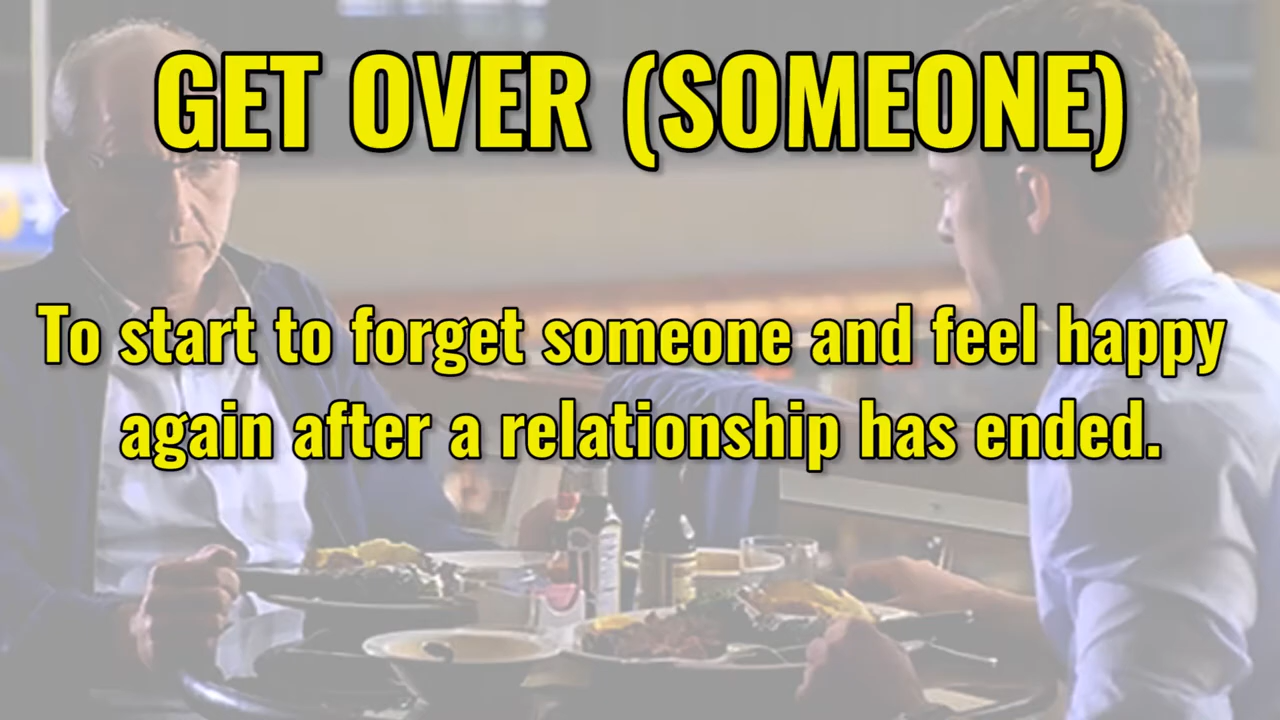 GET OVER (SOMEONE)
To start to forget someone and feel happy
again after a relationship has ended.